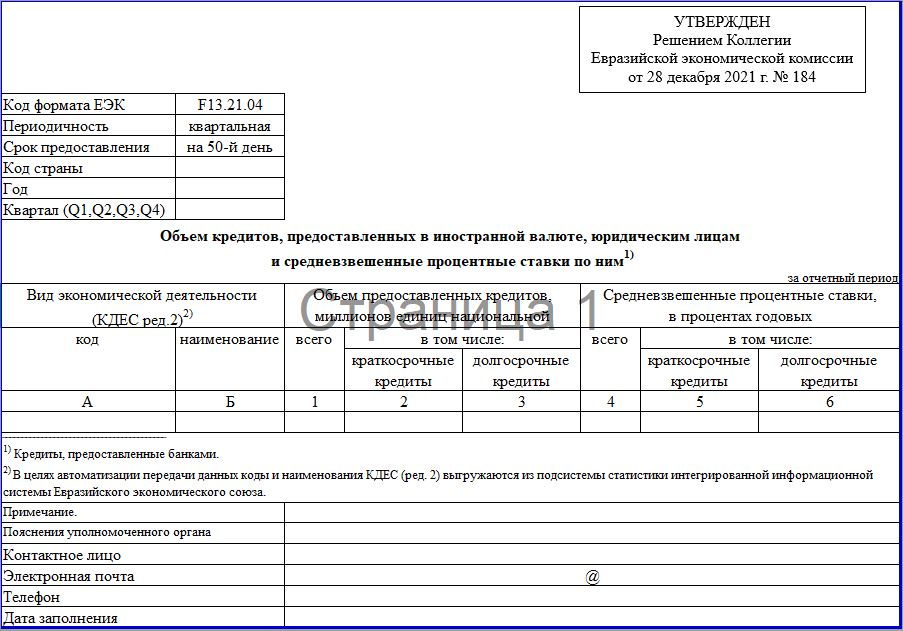 УТВЕРЖДЕН
Решением Коллегии
Евразийской экономической комиссии
от 28 декабря 2021 г. № 184
Код формата ЕЭК F13.21.04
Периодичность квартальная
Срок предоставления на 50-й день
Код страны
Год
Квартал (Q1,Q2,Q3,Q4)
Объем кредитов, предоставленных в иностранной валюте, юридическим лицам
и средневзвешенные процентные ставки по ним1)
за отчетный период
Вид экономической деятельности
(КДЕС ред.2)2)
Объем предоставленных кредитов,
миллионов единиц национальной
Средневзвешенные процентные ставки,
в процентах годовых
Страница 1
код наименование всего в том числе: всего в том числе:
краткосрочные долгосрочные краткосрочные долгосрочные
кредиты кредиты кредиты кредиты
А Б 1 2 3 4 5 6
1) Кредиты, предоставленные банками.
2) В целях автоматизации передачи данных коды и наименования КДЕС (ред. 2) выгружаются из подсистемы статистики интегрированной информационной
системы Евразийского экономического союза.
Примечание.
Пояснения уполномоченного органа
Контактное лицо
Электронная почта @
Телефон
Дата заполнения